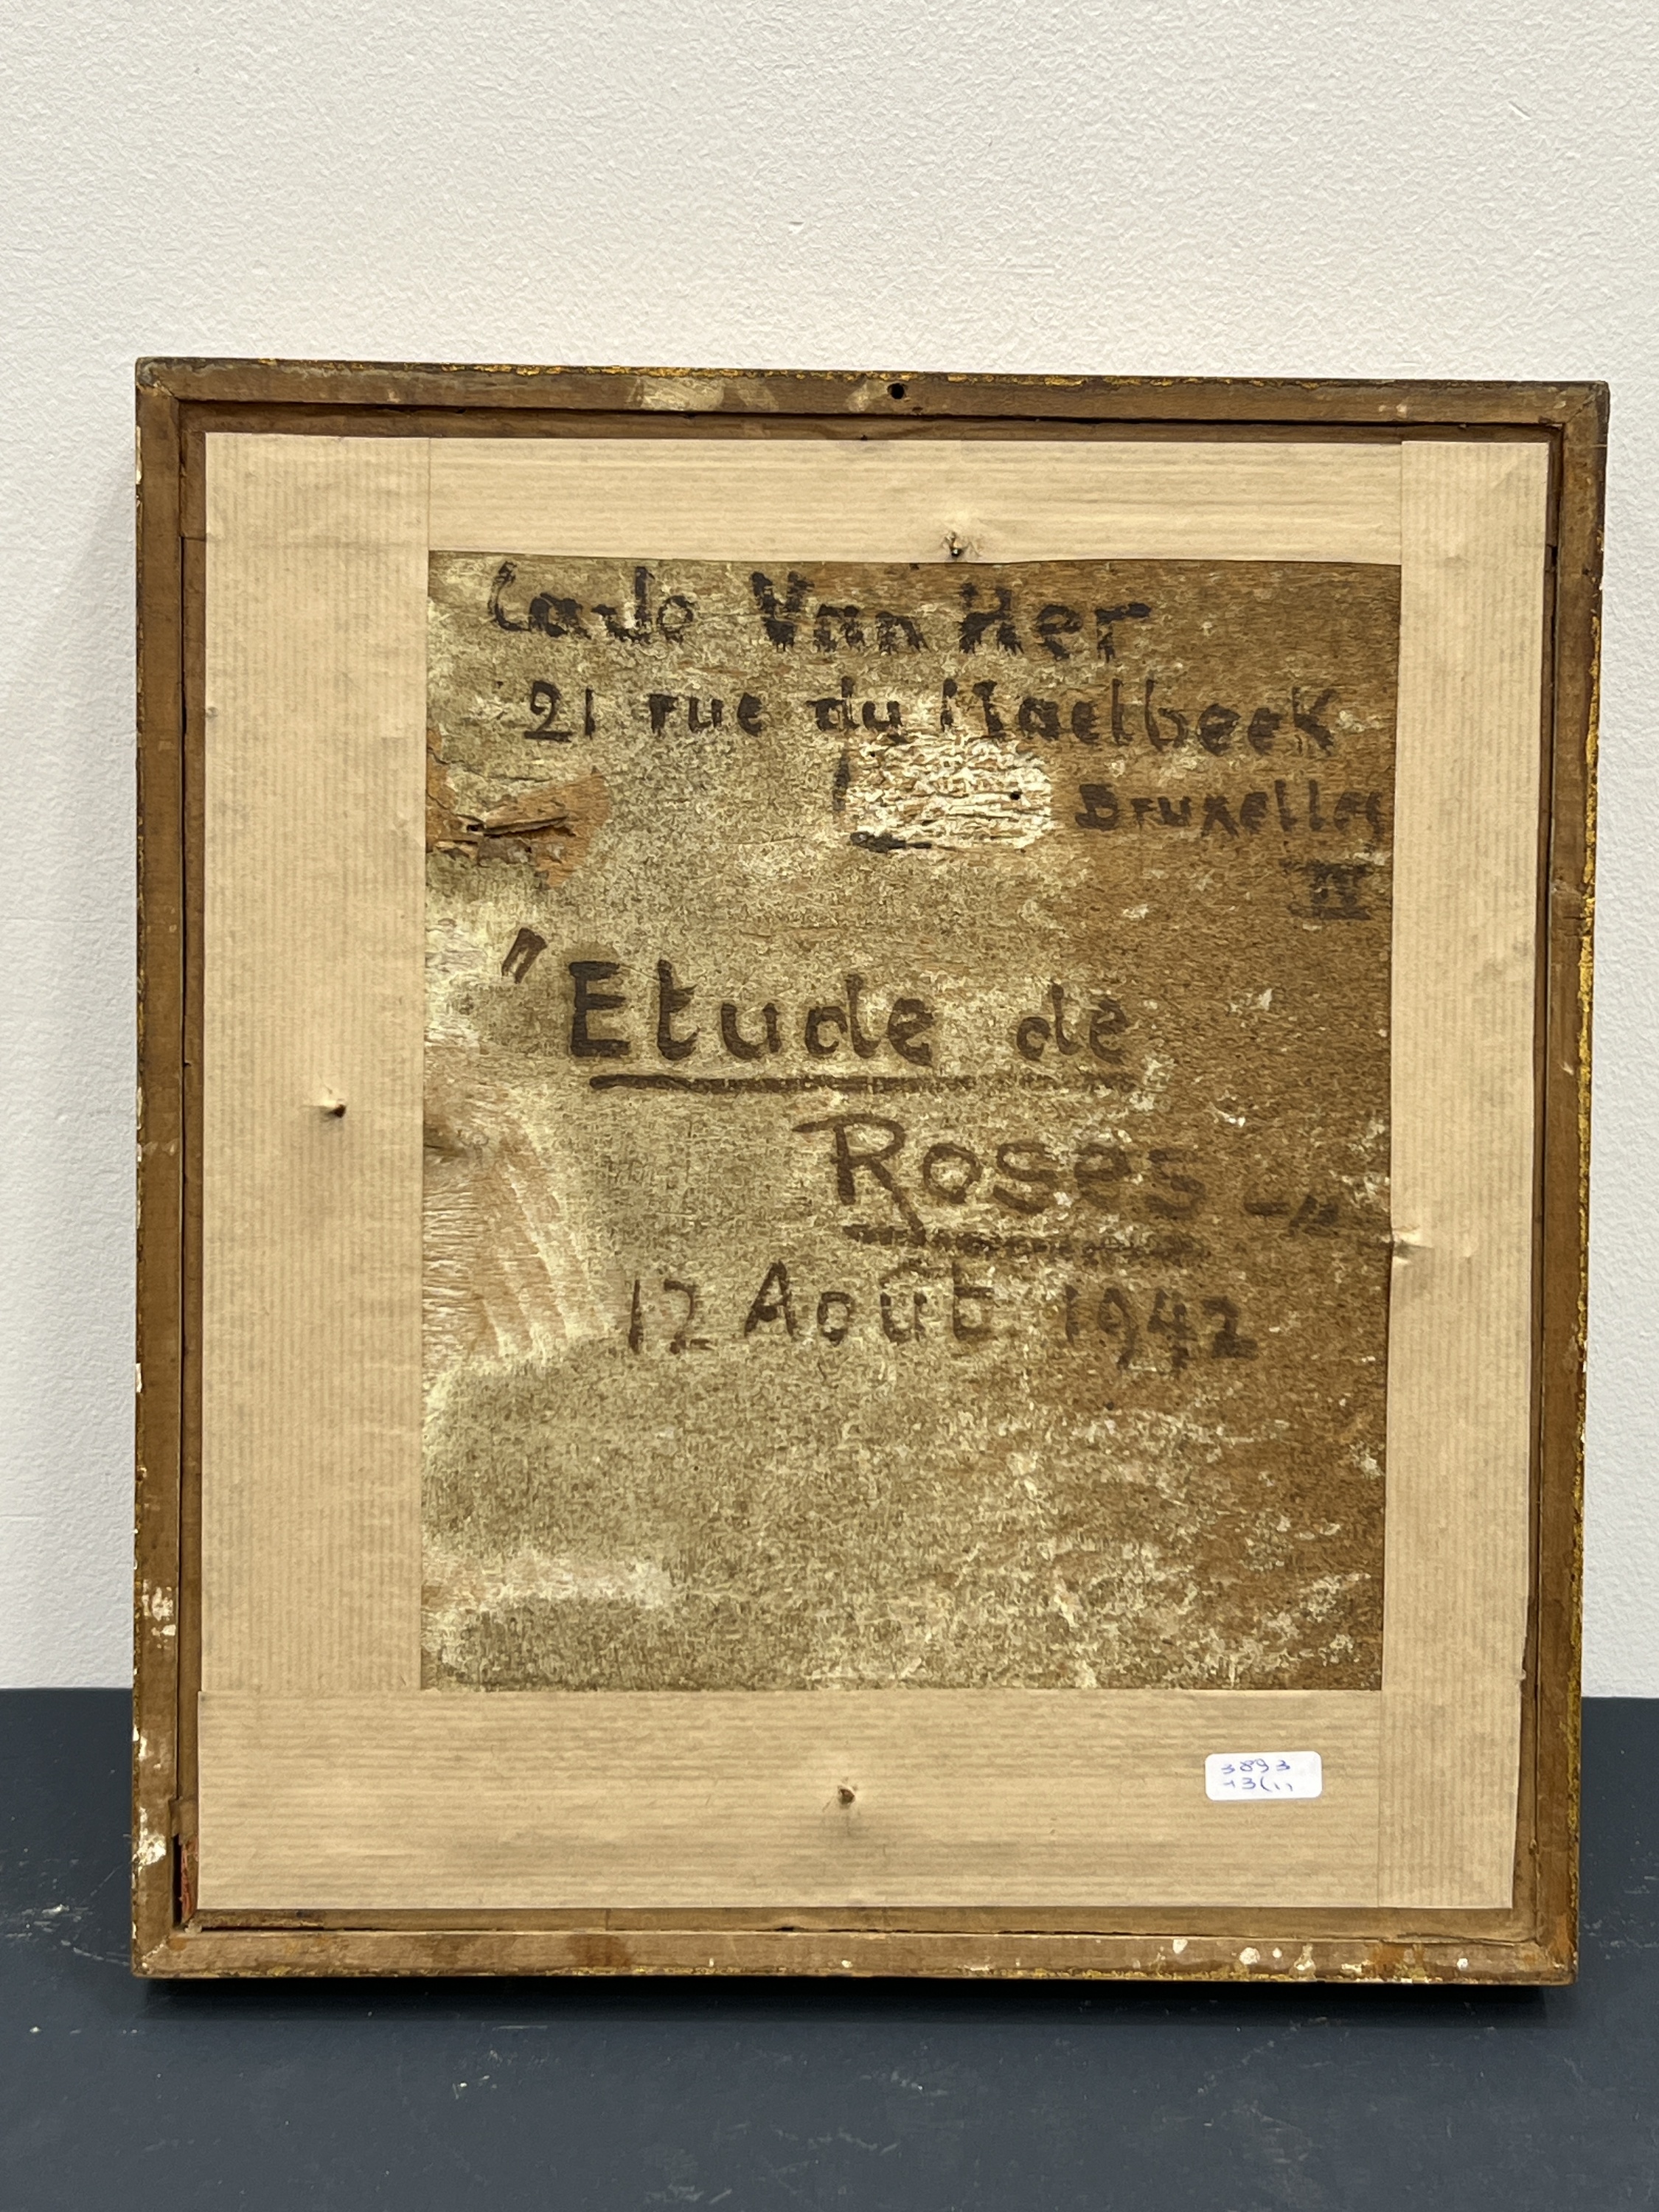 Carlo Van Her
21 rue du Maelbeek
Bruxelles
IV
"Etude de
Roses -"
12 Août 1942
3893